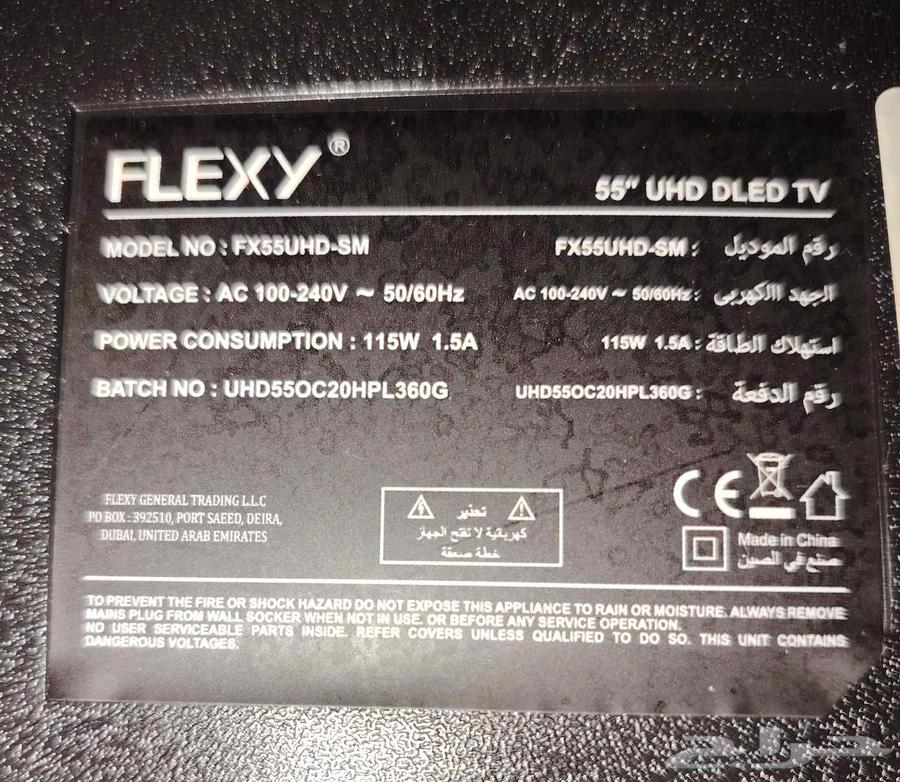 FLEXY®
55" UHD DLED TV
MODEL NO : FX55UHD-SM
رقم الموديل : FX55UHD-SM
VOLTAGE : AC 100-240V ~ 50/60Hz
الجهد االكهربى : AC 100-240V ~ 50/60Hz
POWER CONSUMPTION : 115W 1.5A
استهلاك الطاقة : 115W 1.5A
BATCH NO : UHD55OC20HPL360G
رقم الدفعة : UHD55OC20HPL360G
FLEXY GENERAL TRADING L.L.C
PO BOX : 392510, PORT SAEED, DEIRA,
DUBAI, UNITED ARAB EMIRATES
تحذير
كهربائية لا تفتح الجهاز
خطة صعقة
CE
Made in China
صنع في الصين
TO PREVENT THE FIRE OR SHOCK HAZARD DO NOT EXPOSE THIS APPLIANCE TO RAIN OR MOISTURE. ALWAYS REMOVE
MAINS PLUG FROM WALL SOCKER WHEN NOT IN USE. OR BEFORE ANY SERVICE OPERATION.
NO USER SERVICEABLE PARTS INSIDE. REFER COVERS UNLESS QUALIFIED TO DO SO. THIS UNIT CONTAINS
DANGEROUS VOLTAGES.
حراج